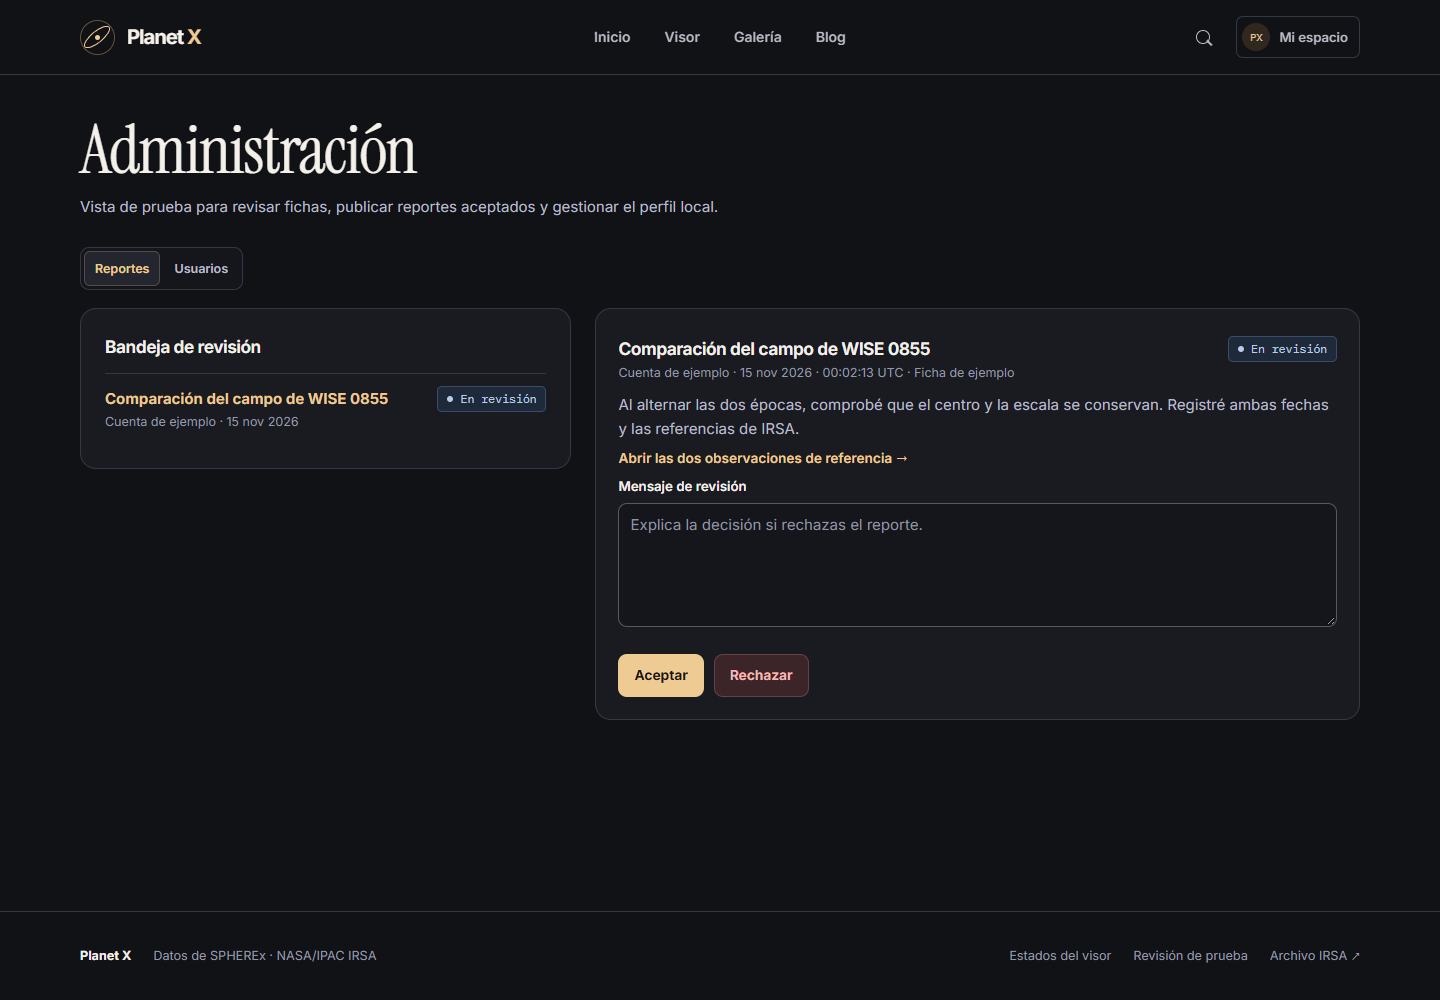 Planet X
Inicio
Visor
Galería
Blog
PX
Mi espacio
Administración
Vista de prueba para revisar fichas, publicar reportes aceptados y gestionar el perfil local.
Reportes
Usuarios
Bandeja de revisión
Comparación del campo de WISE 0855
En revisión
Cuenta de ejemplo · 15 nov 2026
Comparación del campo de WISE 0855
En revisión
Cuenta de ejemplo · 15 nov 2026 · 00:02:13 UTC · Ficha de ejemplo
Al alternar las dos épocas, comprobé que el centro y la escala se conservan. Registré ambas fechas
y las referencias de IRSA.
Abrir las dos observaciones de referencia →
Mensaje de revisión
Explica la decisión si rechazas el reporte.
Aceptar
Rechazar
Planet X
Datos de SPHEREx · NASA/IPAC IRSA
Estados del visor
Revisión de prueba
Archivo IRSA ↗